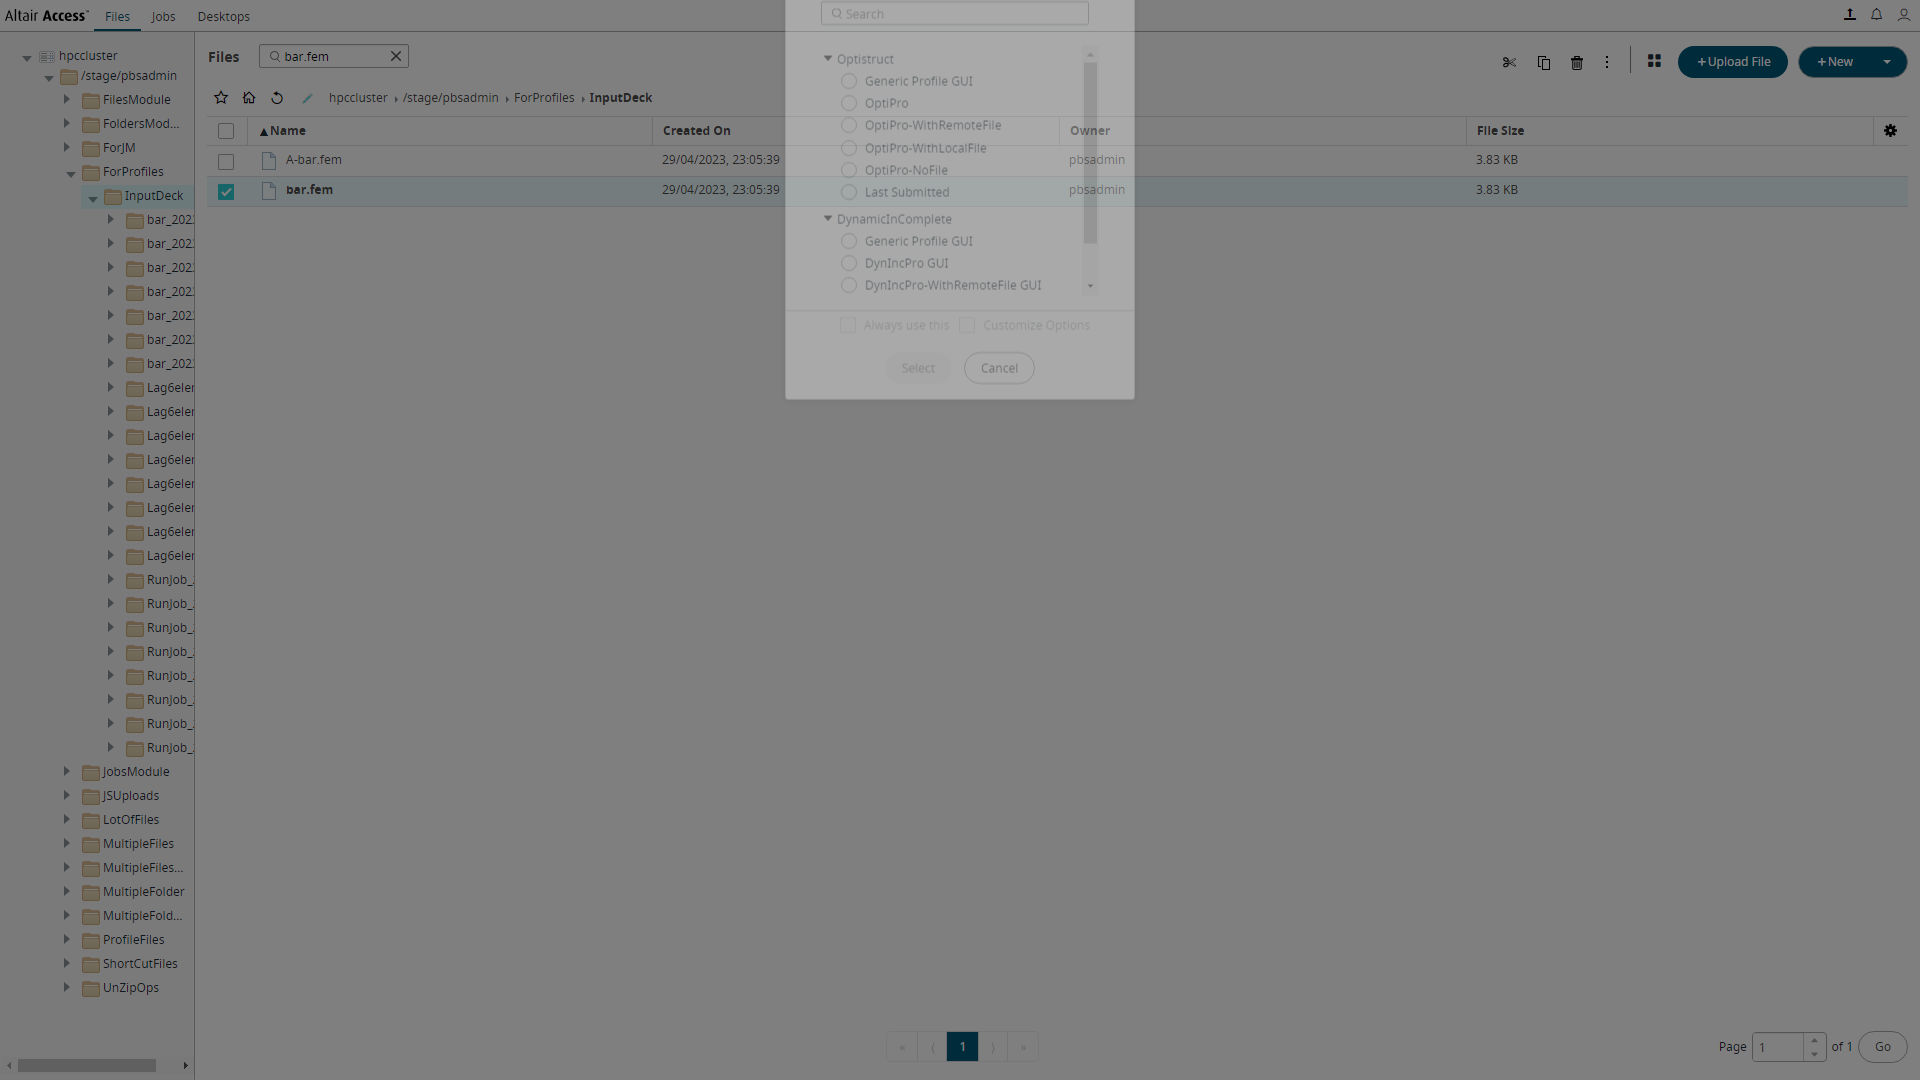 Altair Access™ Files Jobs Desktops
hpccluster
/stage/pbsadmin
FilesModule
FoldersMod...
ForJM
ForProfiles
InputDeck
bar_202
bar_202
bar_202
bar_202
bar_202
bar_202
bar_202
Lag6eler
Lag6eler
Lag6eler
Lag6eler
Lag6eler
Lag6eler
Lag6eler
Lag6eler
RunJob_
RunJob_
RunJob_
RunJob_
RunJob_
RunJob_
RunJob_
RunJob_
JobsModule
JSUploads
LotOfFiles
MultipleFiles
MultipleFiles...
MultipleFolder
MultipleFold...
ProfileFiles
ShortCutFiles
UnZipOps
Files bar.fem
+Upload File +New
hpccluster /stage/pbsadmin ForProfiles InputDeck
Name Created On Owner File Size
A-bar.fem 29/04/2023, 23:05:39 pbsadmin 3.83 KB
bar.fem 29/04/2023, 23:05:39 pbsadmin 3.83 KB
Search
Optistruct
Generic Profile GUI
OptiPro
OptiPro-WithRemoteFile
OptiPro-WithLocalFile
OptiPro-NoFile
Last Submitted
DynamicInComplete
Generic Profile GUI
DynIncPro GUI
DynIncPro-WithRemoteFile GUI
Always use this Customize Options
Select Cancel
1
Page 1 of 1 Go